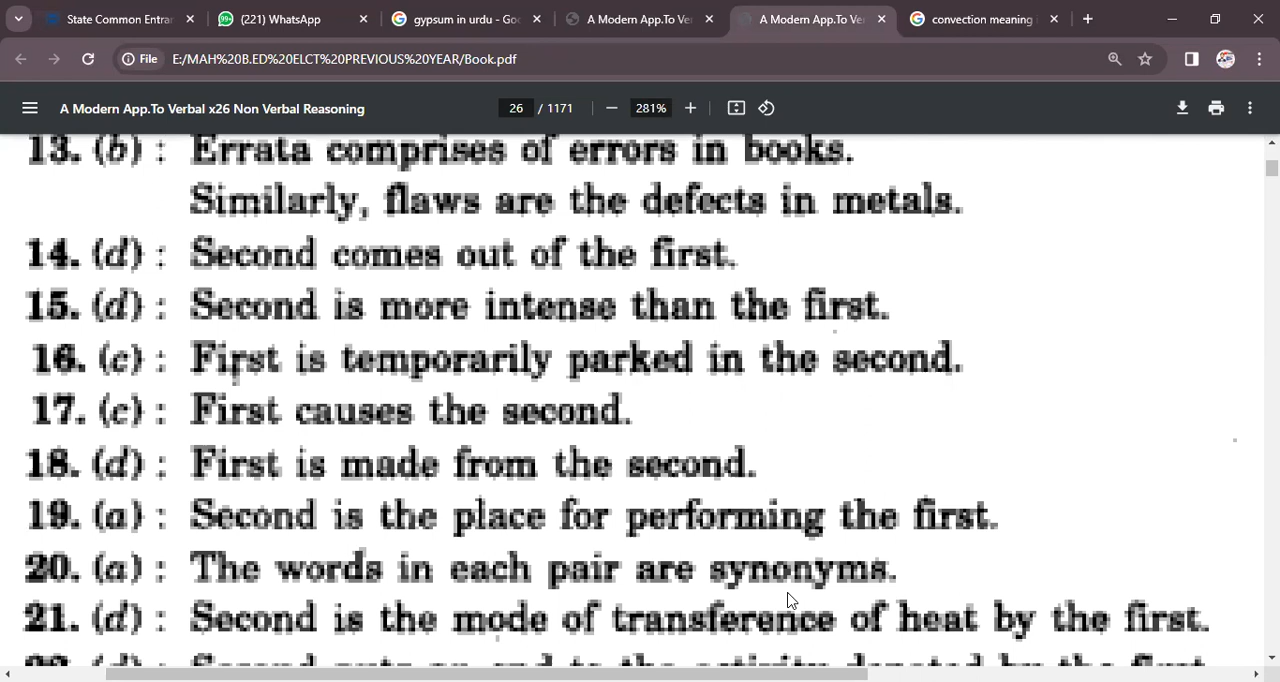 State Common Entran
(221) WhatsApp
gypsum in urdu - Goo
A Modern App.To Ve
A Modern App.To Ve
convection meaning i
File
E:/MAH%20B.ED%20ELCT%20PREVIOUS%20YEAR/Book.pdf
A Modern App.To Verbal x26 Non Verbal Reasoning
26 / 1171
281%
13. (b) : Errata comprises of errors in books.
Similarly, flaws are the defects in metals.
14. (d) : Second comes out of the first.
15. (d) : Second is more intense than the first.
16. (c) : First is temporarily parked in the second.
17. (c) : First causes the second.
18. (d) : First is made from the second.
19. (a) : Second is the place for performing the first.
20. (a) : The words in each pair are synonyms.
21. (d) : Second is the mode of transference of heat by the first.